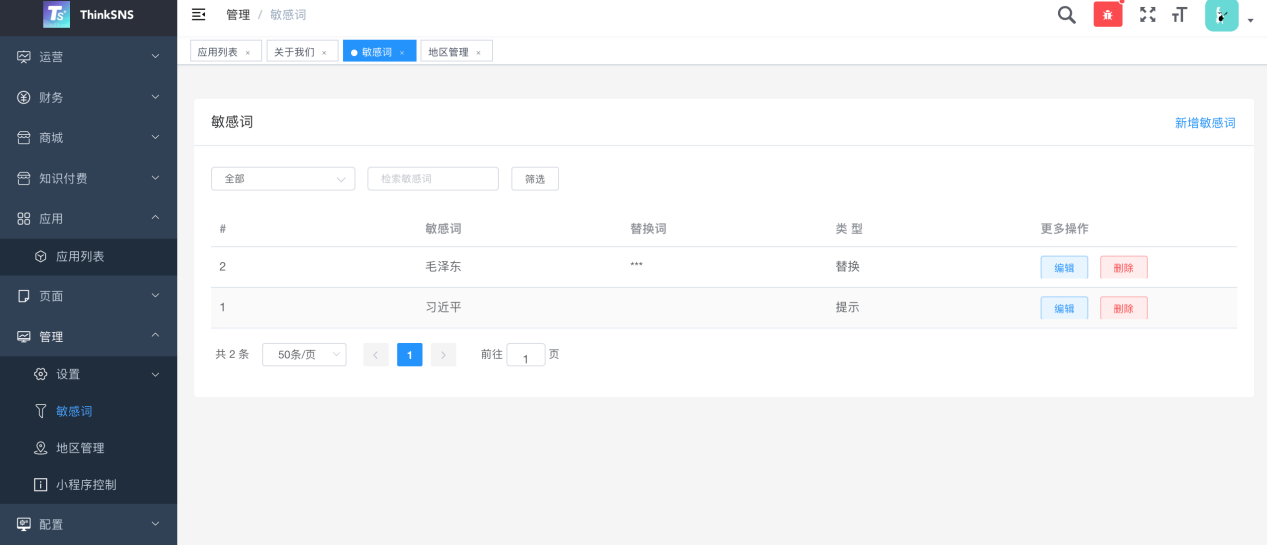 ThinkSNS
管理 / 敏感词
应用列表 × 关于我们 × 敏感词 × 地区管理 ×
运营
财务
商城
知识付费
应用
应用列表
页面
管理
设置
敏感词
地区管理
小程序控制
配置
敏感词 新增敏感词
全部 检索敏感词 筛选
# 敏感词 替换词 类 型 更多操作
2 毛泽东 *** 替换 编辑 删除
1 习近平 提示 编辑 删除
共 2 条 50条/页 < 1 > 前往 1 页